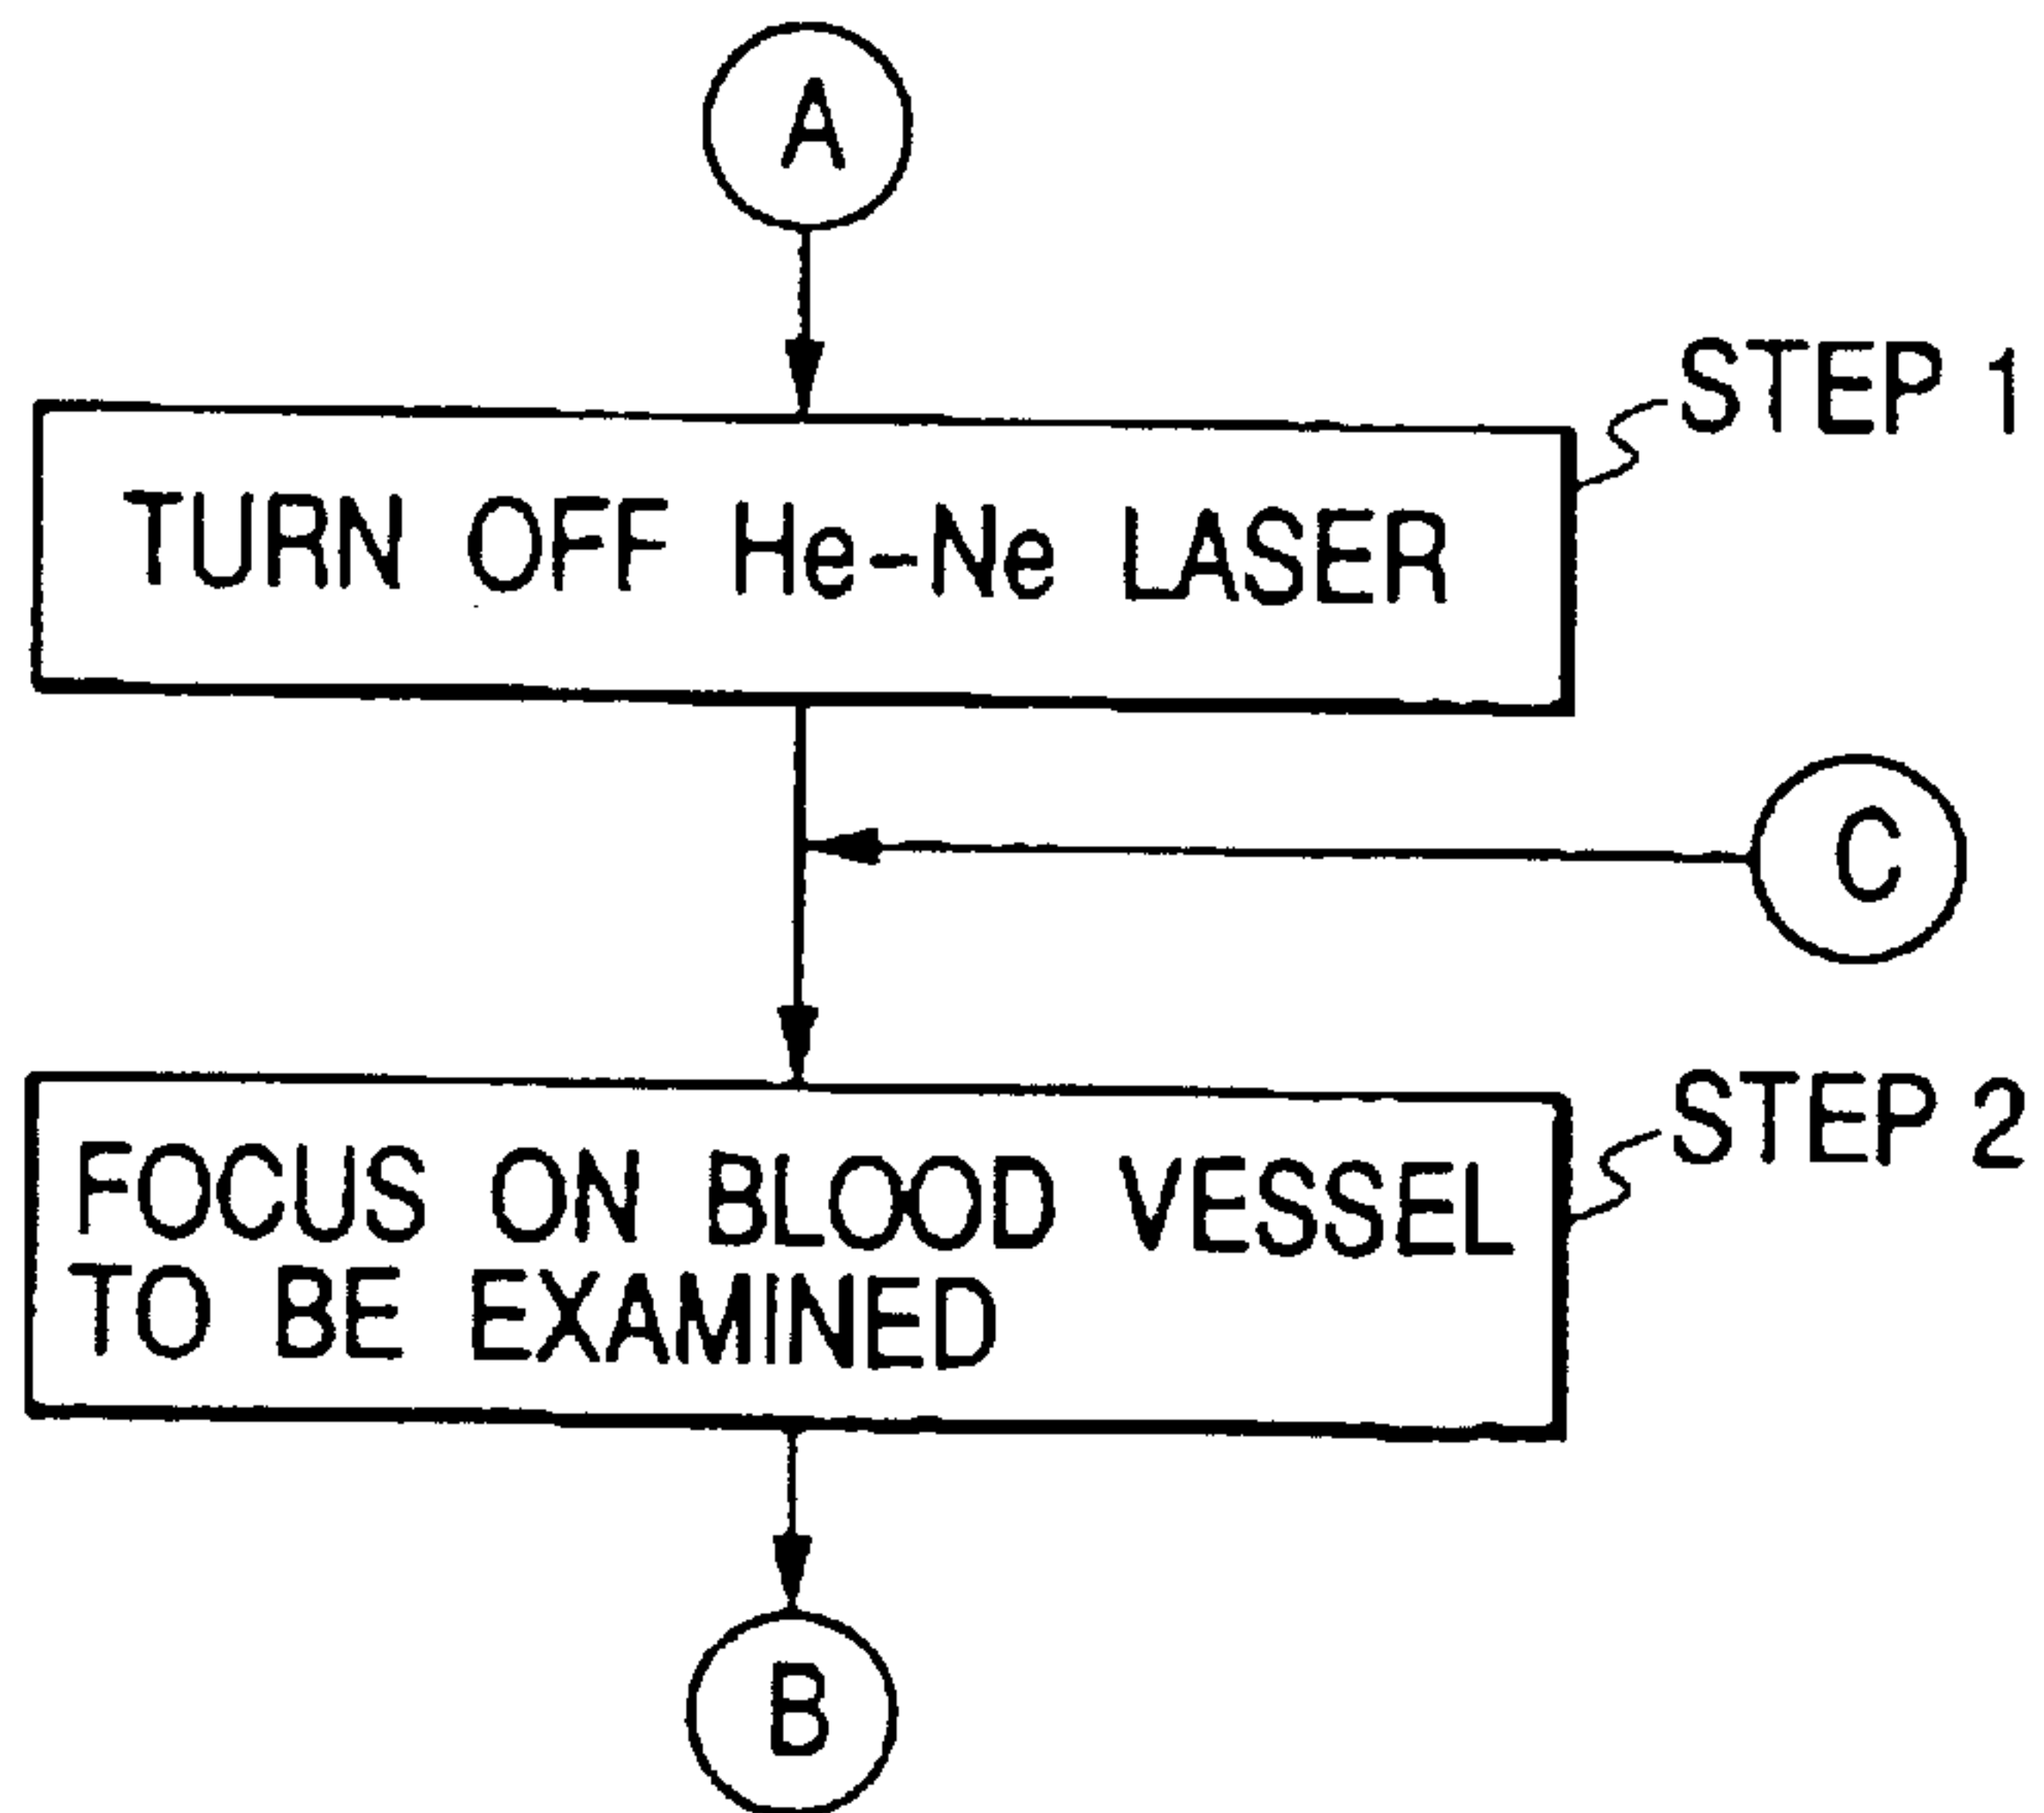 A
STEP 1
TURN OFF He-Ne LASER
C
STEP 2
FOCUS ON BLOOD VESSEL
TO BE EXAMINED
B